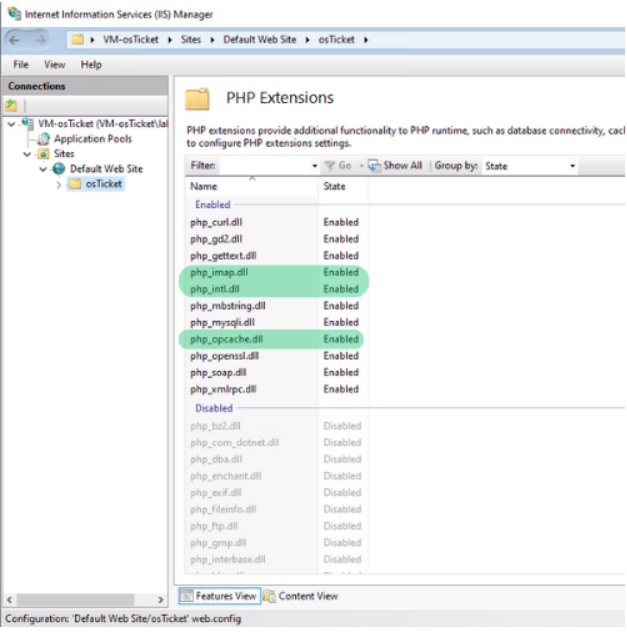 Internet Information Services (IIS) Manager
VM-osTicket Sites Default Web Site osTicket
File View Help
Connections
VM-osTicket (VM-osTicket\lal
Application Pools
Sites
Default Web Site
osTicket
PHP Extensions
PHP extensions provide additional functionality to PHP runtime, such as database connectivity, cacl
to configure PHP extensions settings.
Filter: Go Show All Group by: State
Name State
Enabled
php_curl.dll Enabled
php_gd2.dll Enabled
php_gettext.dll Enabled
php_imap.dll Enabled
php_intl.dll Enabled
php_mbstring.dll Enabled
php_mysqli.dll Enabled
php_opcache.dll Enabled
php_openssl.dll Enabled
php_soap.dll Enabled
php_xmlrpc.dll Enabled
Disabled
php_bz2.dll Disabled
php_com_dotnet.dll Disabled
php_dba.dll Disabled
php_enchant.dll Disabled
php_exif.dll Disabled
php_fileinfo.dll Disabled
php_ftp.dll Disabled
php_gmp.dll Disabled
php_interbase.dll Disabled
Features View Content View
Configuration: 'Default Web Site/osTicket' web.config